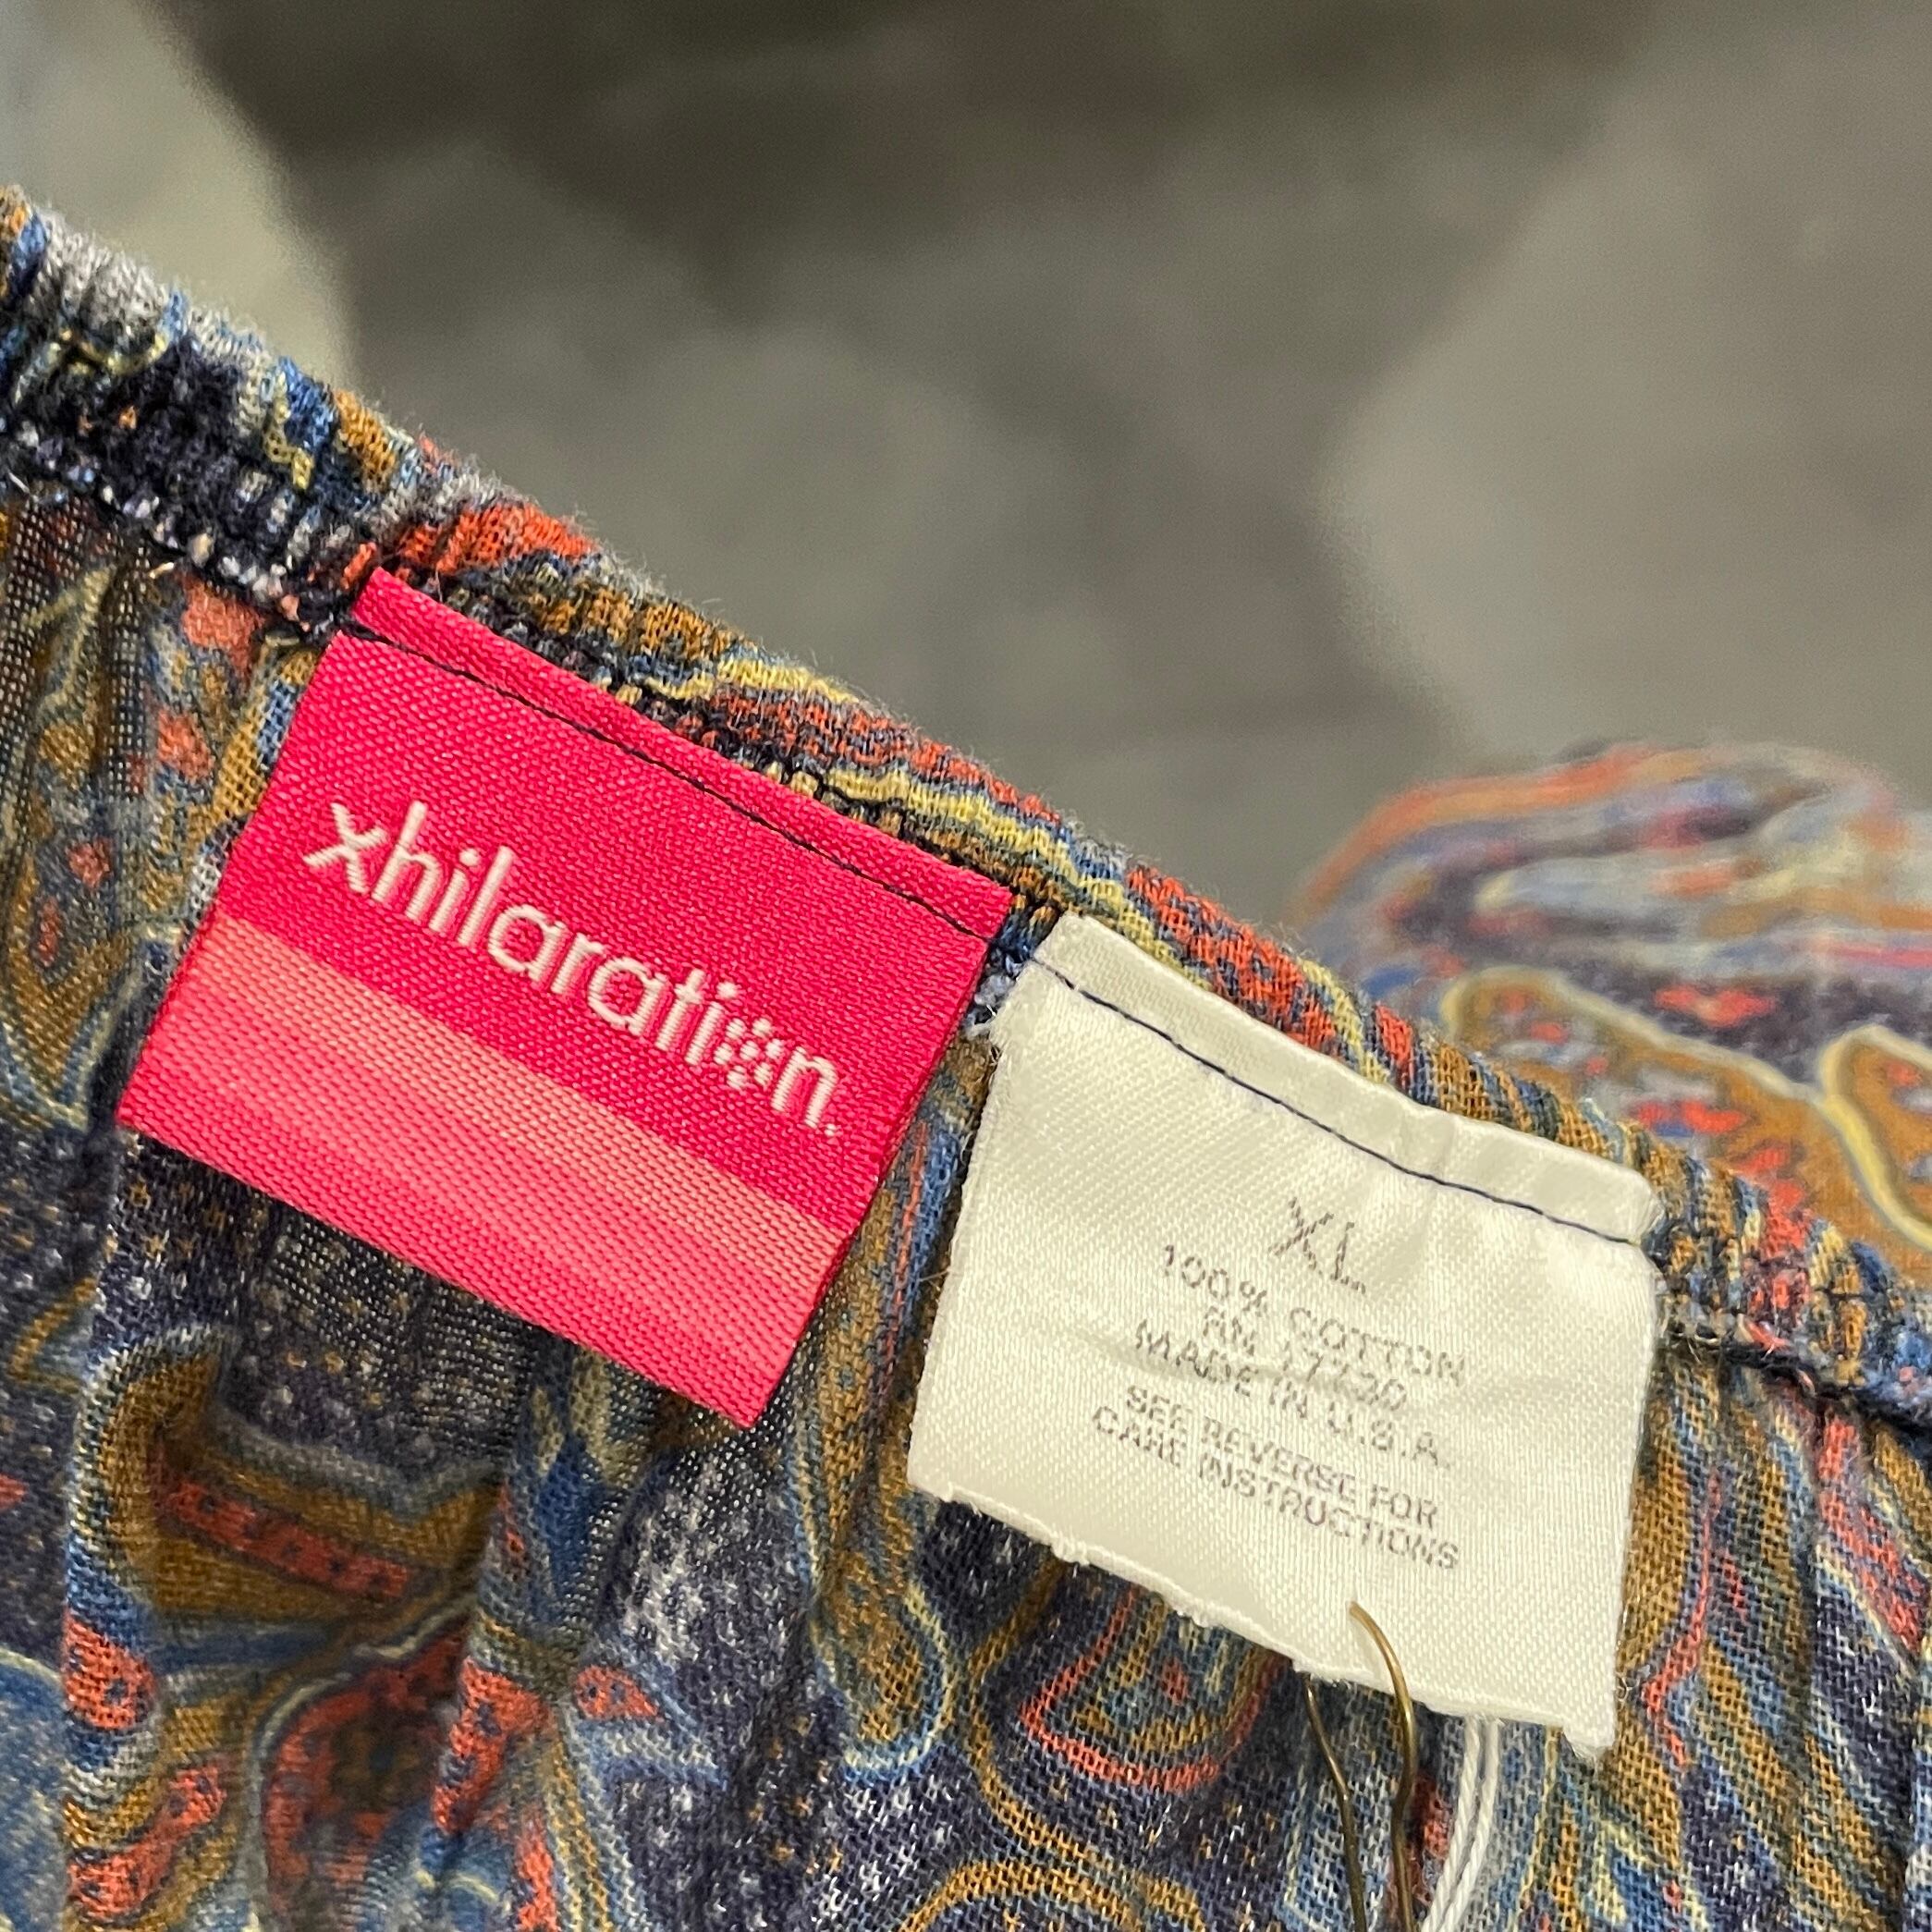 xhilaration.
XL
100% COTTON
RN 17730
MADE IN U.S.A.
SEE REVERSE FOR
CARE INSTRUCTIONS